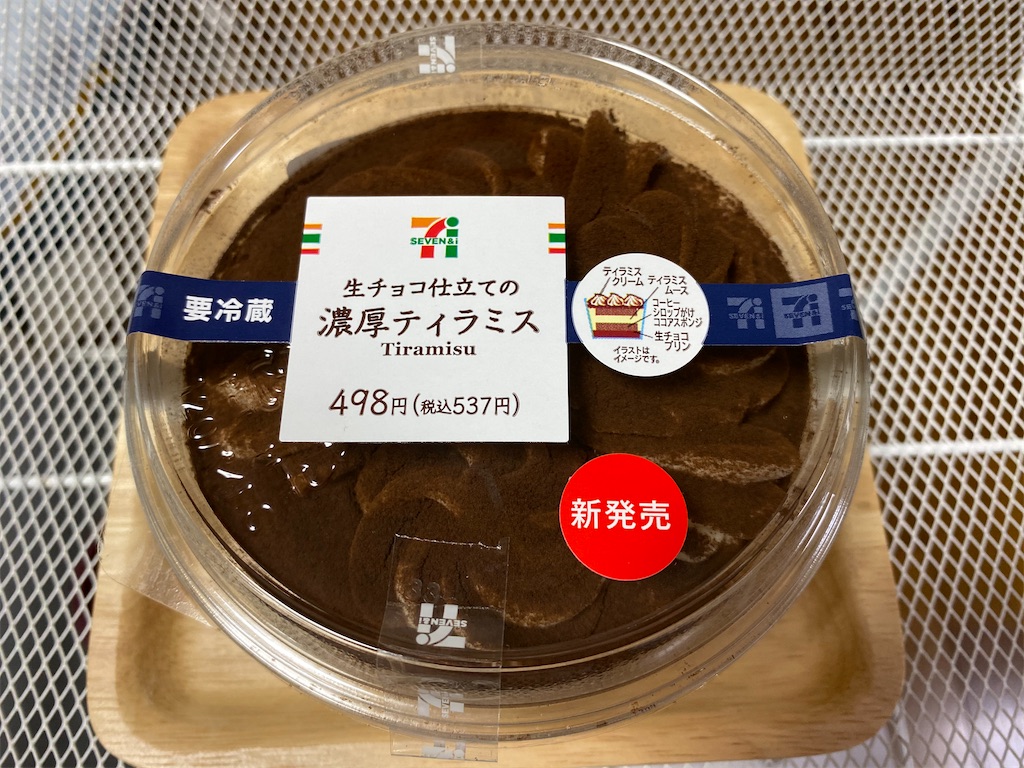 SEVEN&i
要冷蔵
SEVEN&i
生チョコ仕立ての
濃厚ティラミス
Tiramisu
498円(税込537円)
ティラミス
クリーム
ティラミス
ムース
コーヒー
シロップがけ
ココアスポンジ
生チョコ
プリン
イラストは
イメージです。
SEVEN&i
SEVEN&i
新発売
SEVEN&i